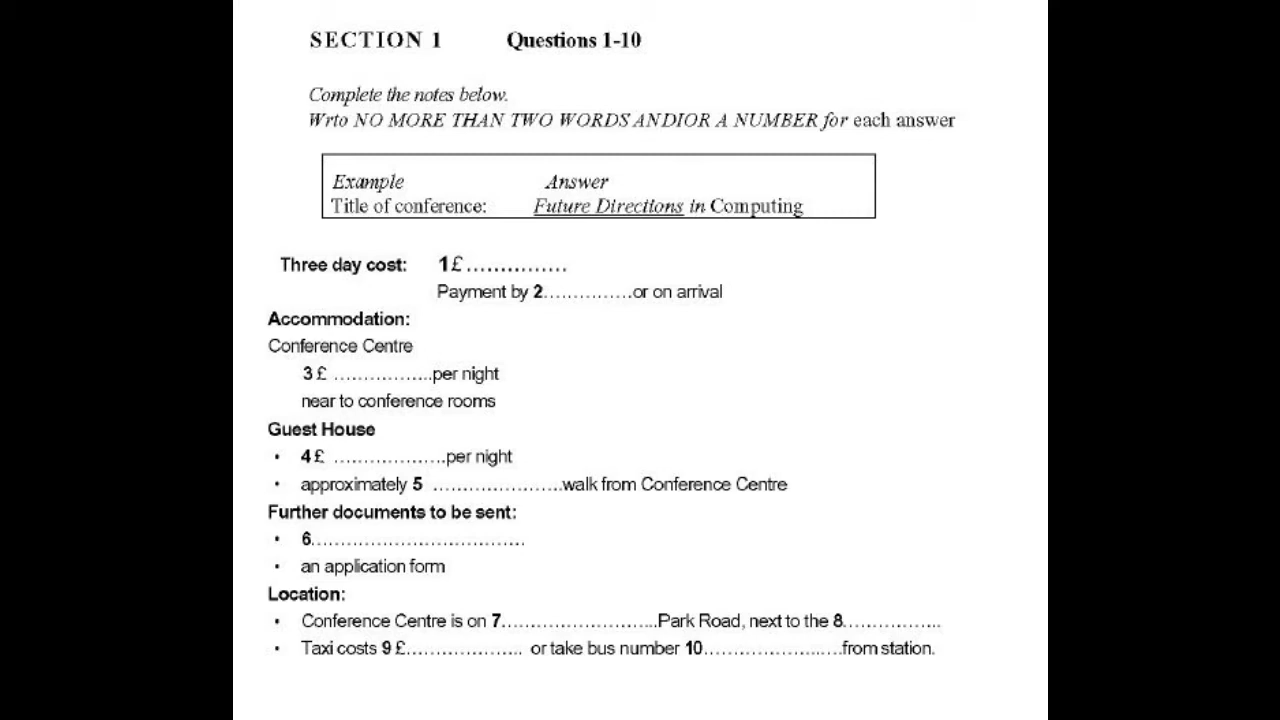 SECTION 1 Questions 1-10
Complete the notes below.
Wrto NO MORE THAN TWO WORDS ANDIOR A NUMBER for each answer
Example Answer
Title of conference: Future Directions in Computing
Three day cost: 1£……………
Payment by 2……………or on arrival
Accommodation:
Conference Centre
3£ ……………..per night
near to conference rooms
Guest House
• 4£ ……………….per night
• approximately 5 ………………….walk from Conference Centre
Further documents to be sent:
• 6………………………………
• an application form
Location:
• Conference Centre is on 7……………………...Park Road, next to the 8……………..
• Taxi costs 9£……………….. or take bus number 10………………...….from station.